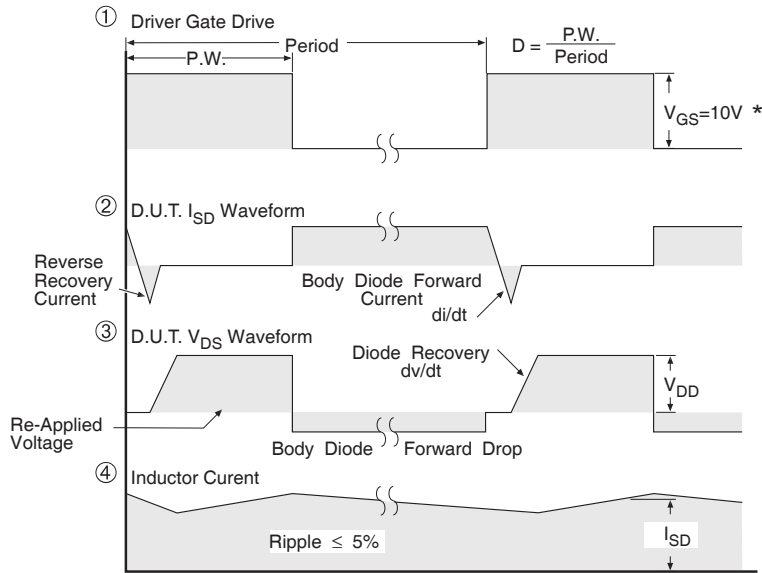 ① Driver Gate Drive
P.W.
Period
D = P.W.
Period
V_GS=10V *
② D.U.T. I_SD Waveform
Reverse
Recovery
Current
Body Diode Forward
Current
di/dt
③ D.U.T. V_DS Waveform
Diode Recovery
dv/dt
V_DD
Re-Applied
Voltage
Body Diode Forward Drop
④ Inductor Curent
Ripple ≤ 5%
I_SD